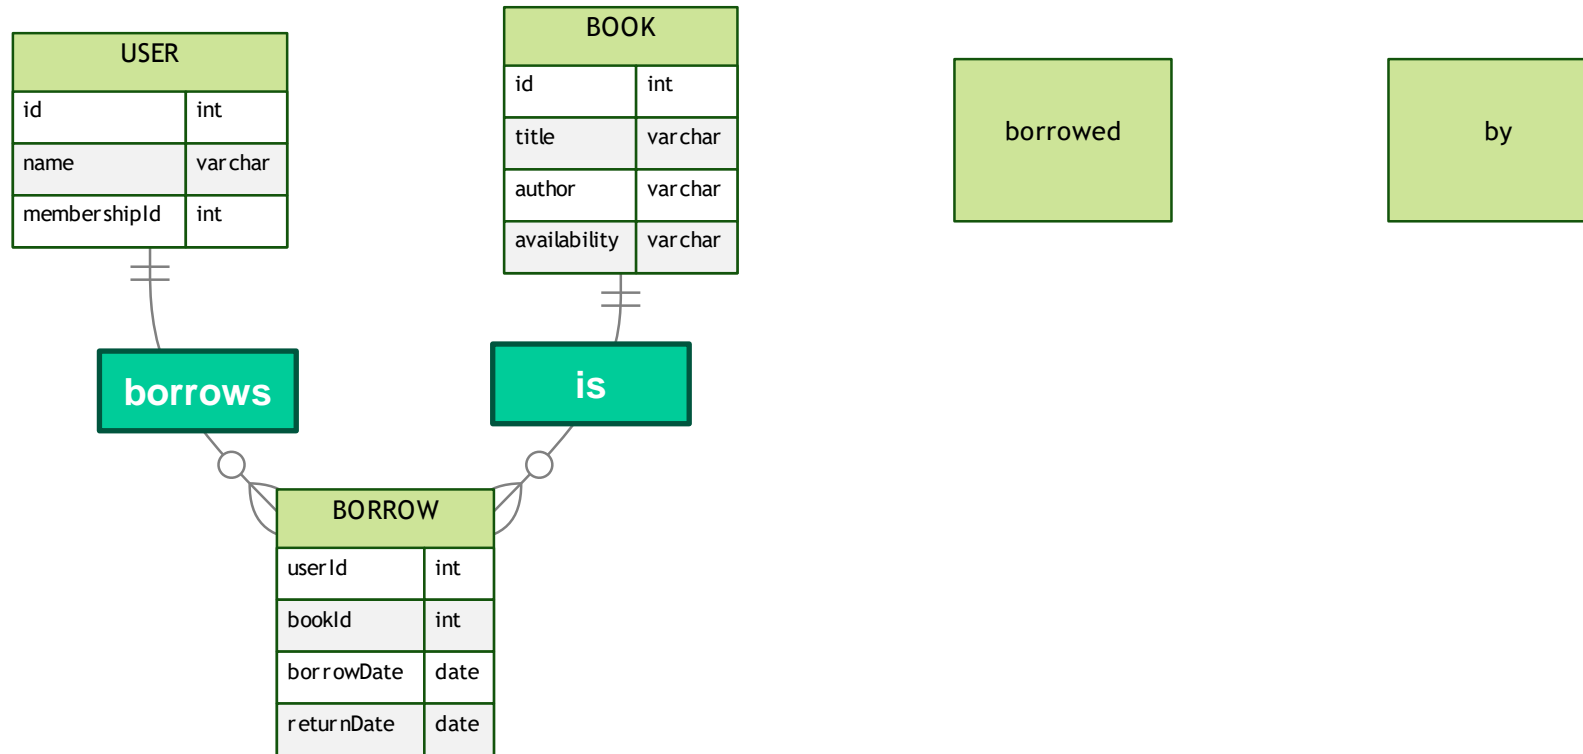 USER
id int
name varchar
membershipId int
BOOK
id int
title varchar
author varchar
availability varchar
borrowed
by
borrows
is
BORROW
userId int
bookId int
borrowDate date
returnDate date